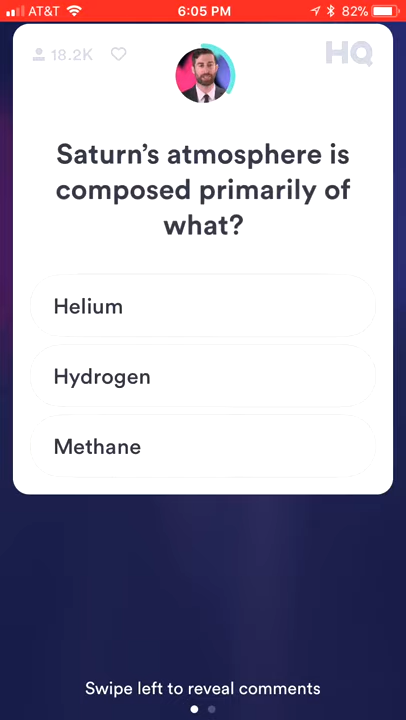 AT&T 6:05 PM 82%
18.2K HQ
Saturn’s atmosphere is
composed primarily of
what?
Helium
Hydrogen
Methane
Swipe left to reveal comments